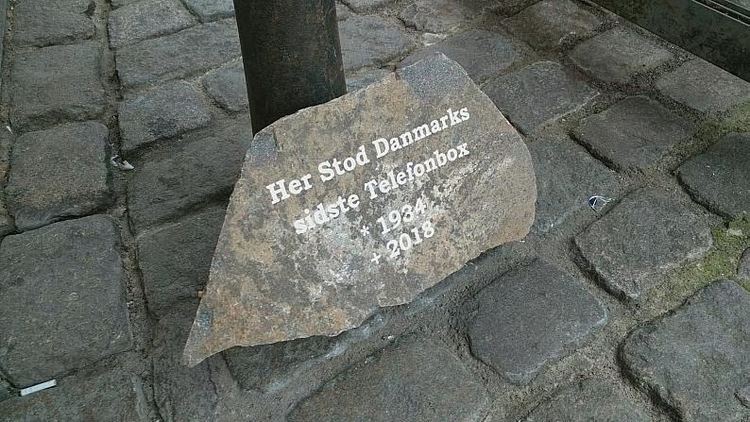 Her Stod Danmarks
sidste Telefonbox
* 1934
+ 2018